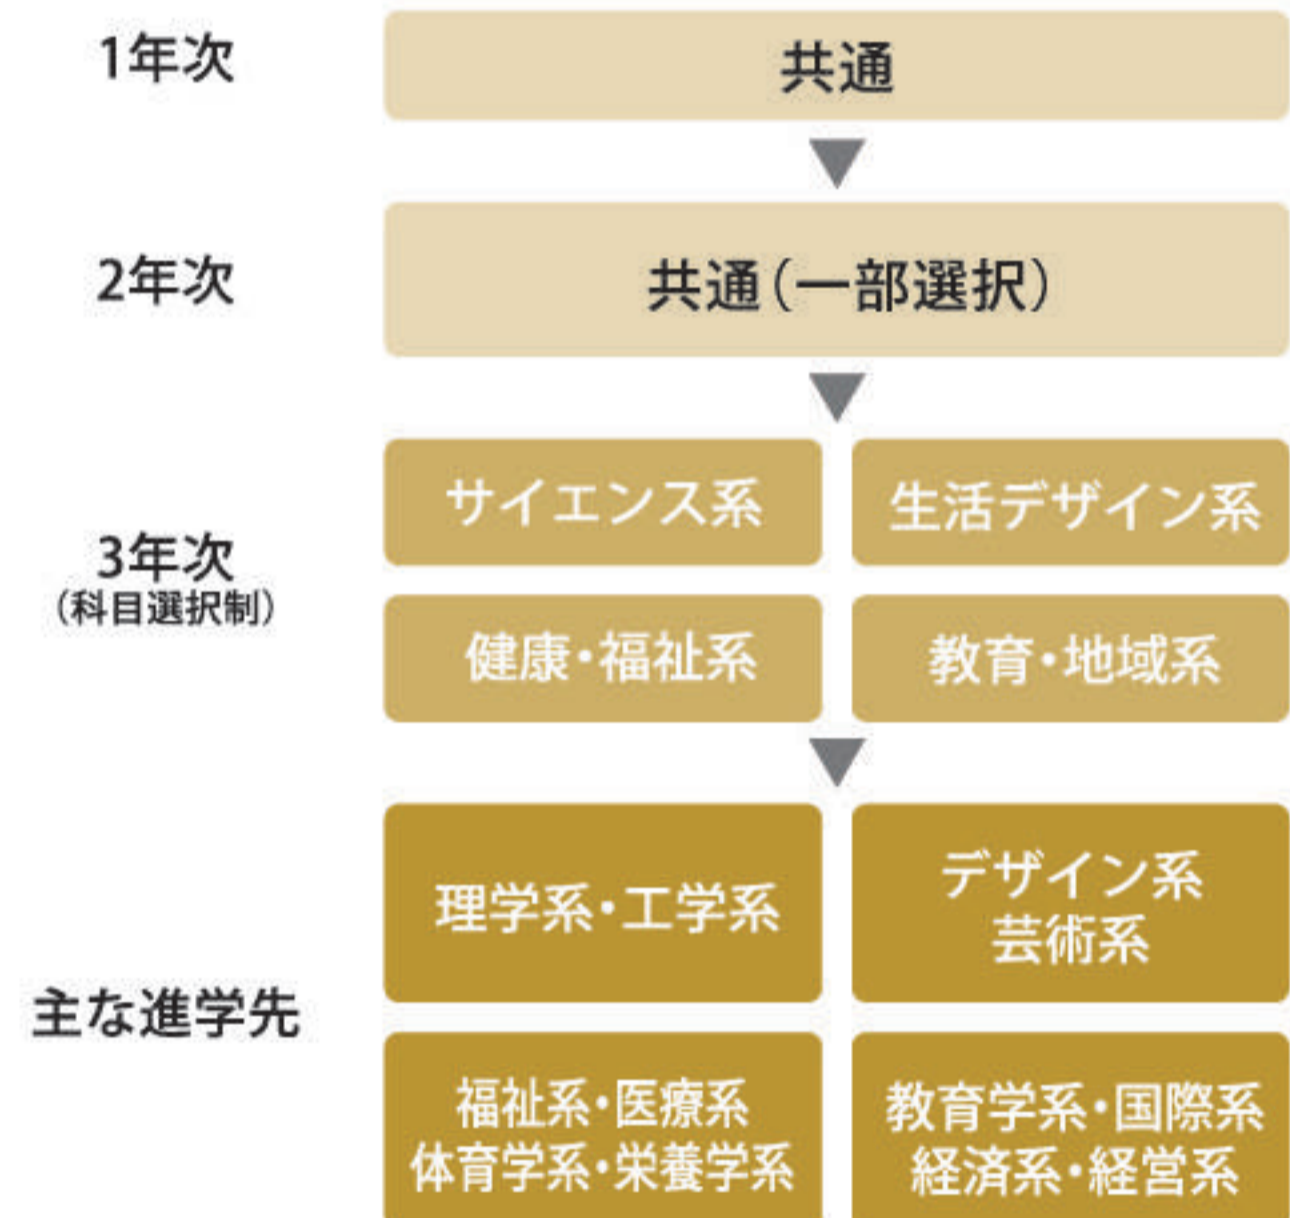 1年次
共通
2年次
共通（一部選択）
3年次
（科目選択制）
サイエンス系
生活デザイン系
健康・福祉系
教育・地域系
主な進学先
理学系・工学系
デザイン系
芸術系
福祉系・医療系
体育学系・栄養学系
教育学系・国際系
経済系・経営系